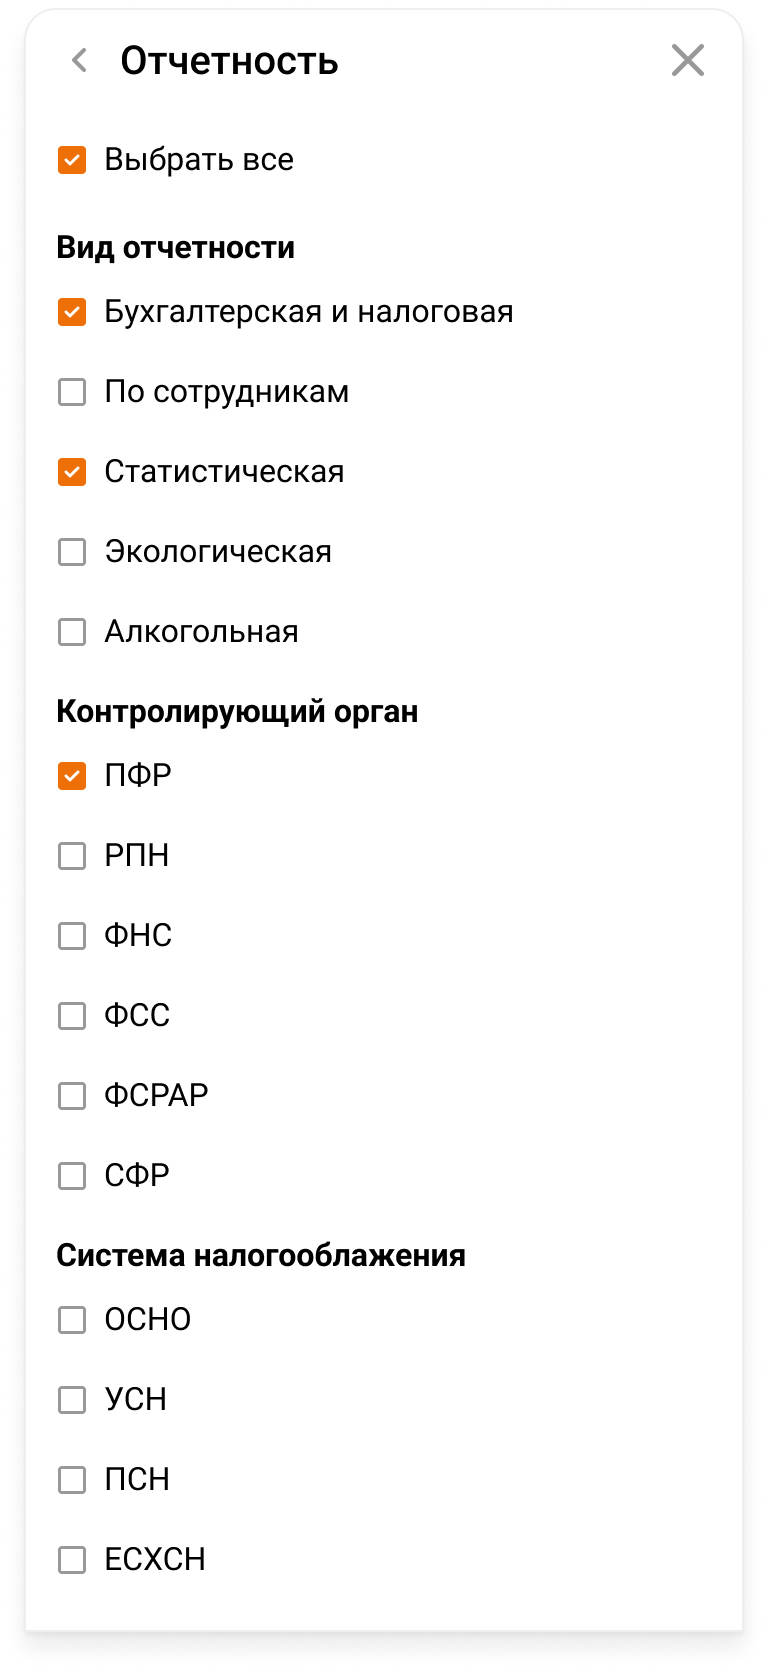 Отчетность
Выбрать все
Вид отчетности
Бухгалтерская и налоговая
По сотрудникам
Статистическая
Экологическая
Алкогольная
Контролирующий орган
ПФР
РПН
ФНС
ФСС
ФСРАР
СФР
Система налогооблажения
ОСНО
УСН
ПСН
ЕСХСН